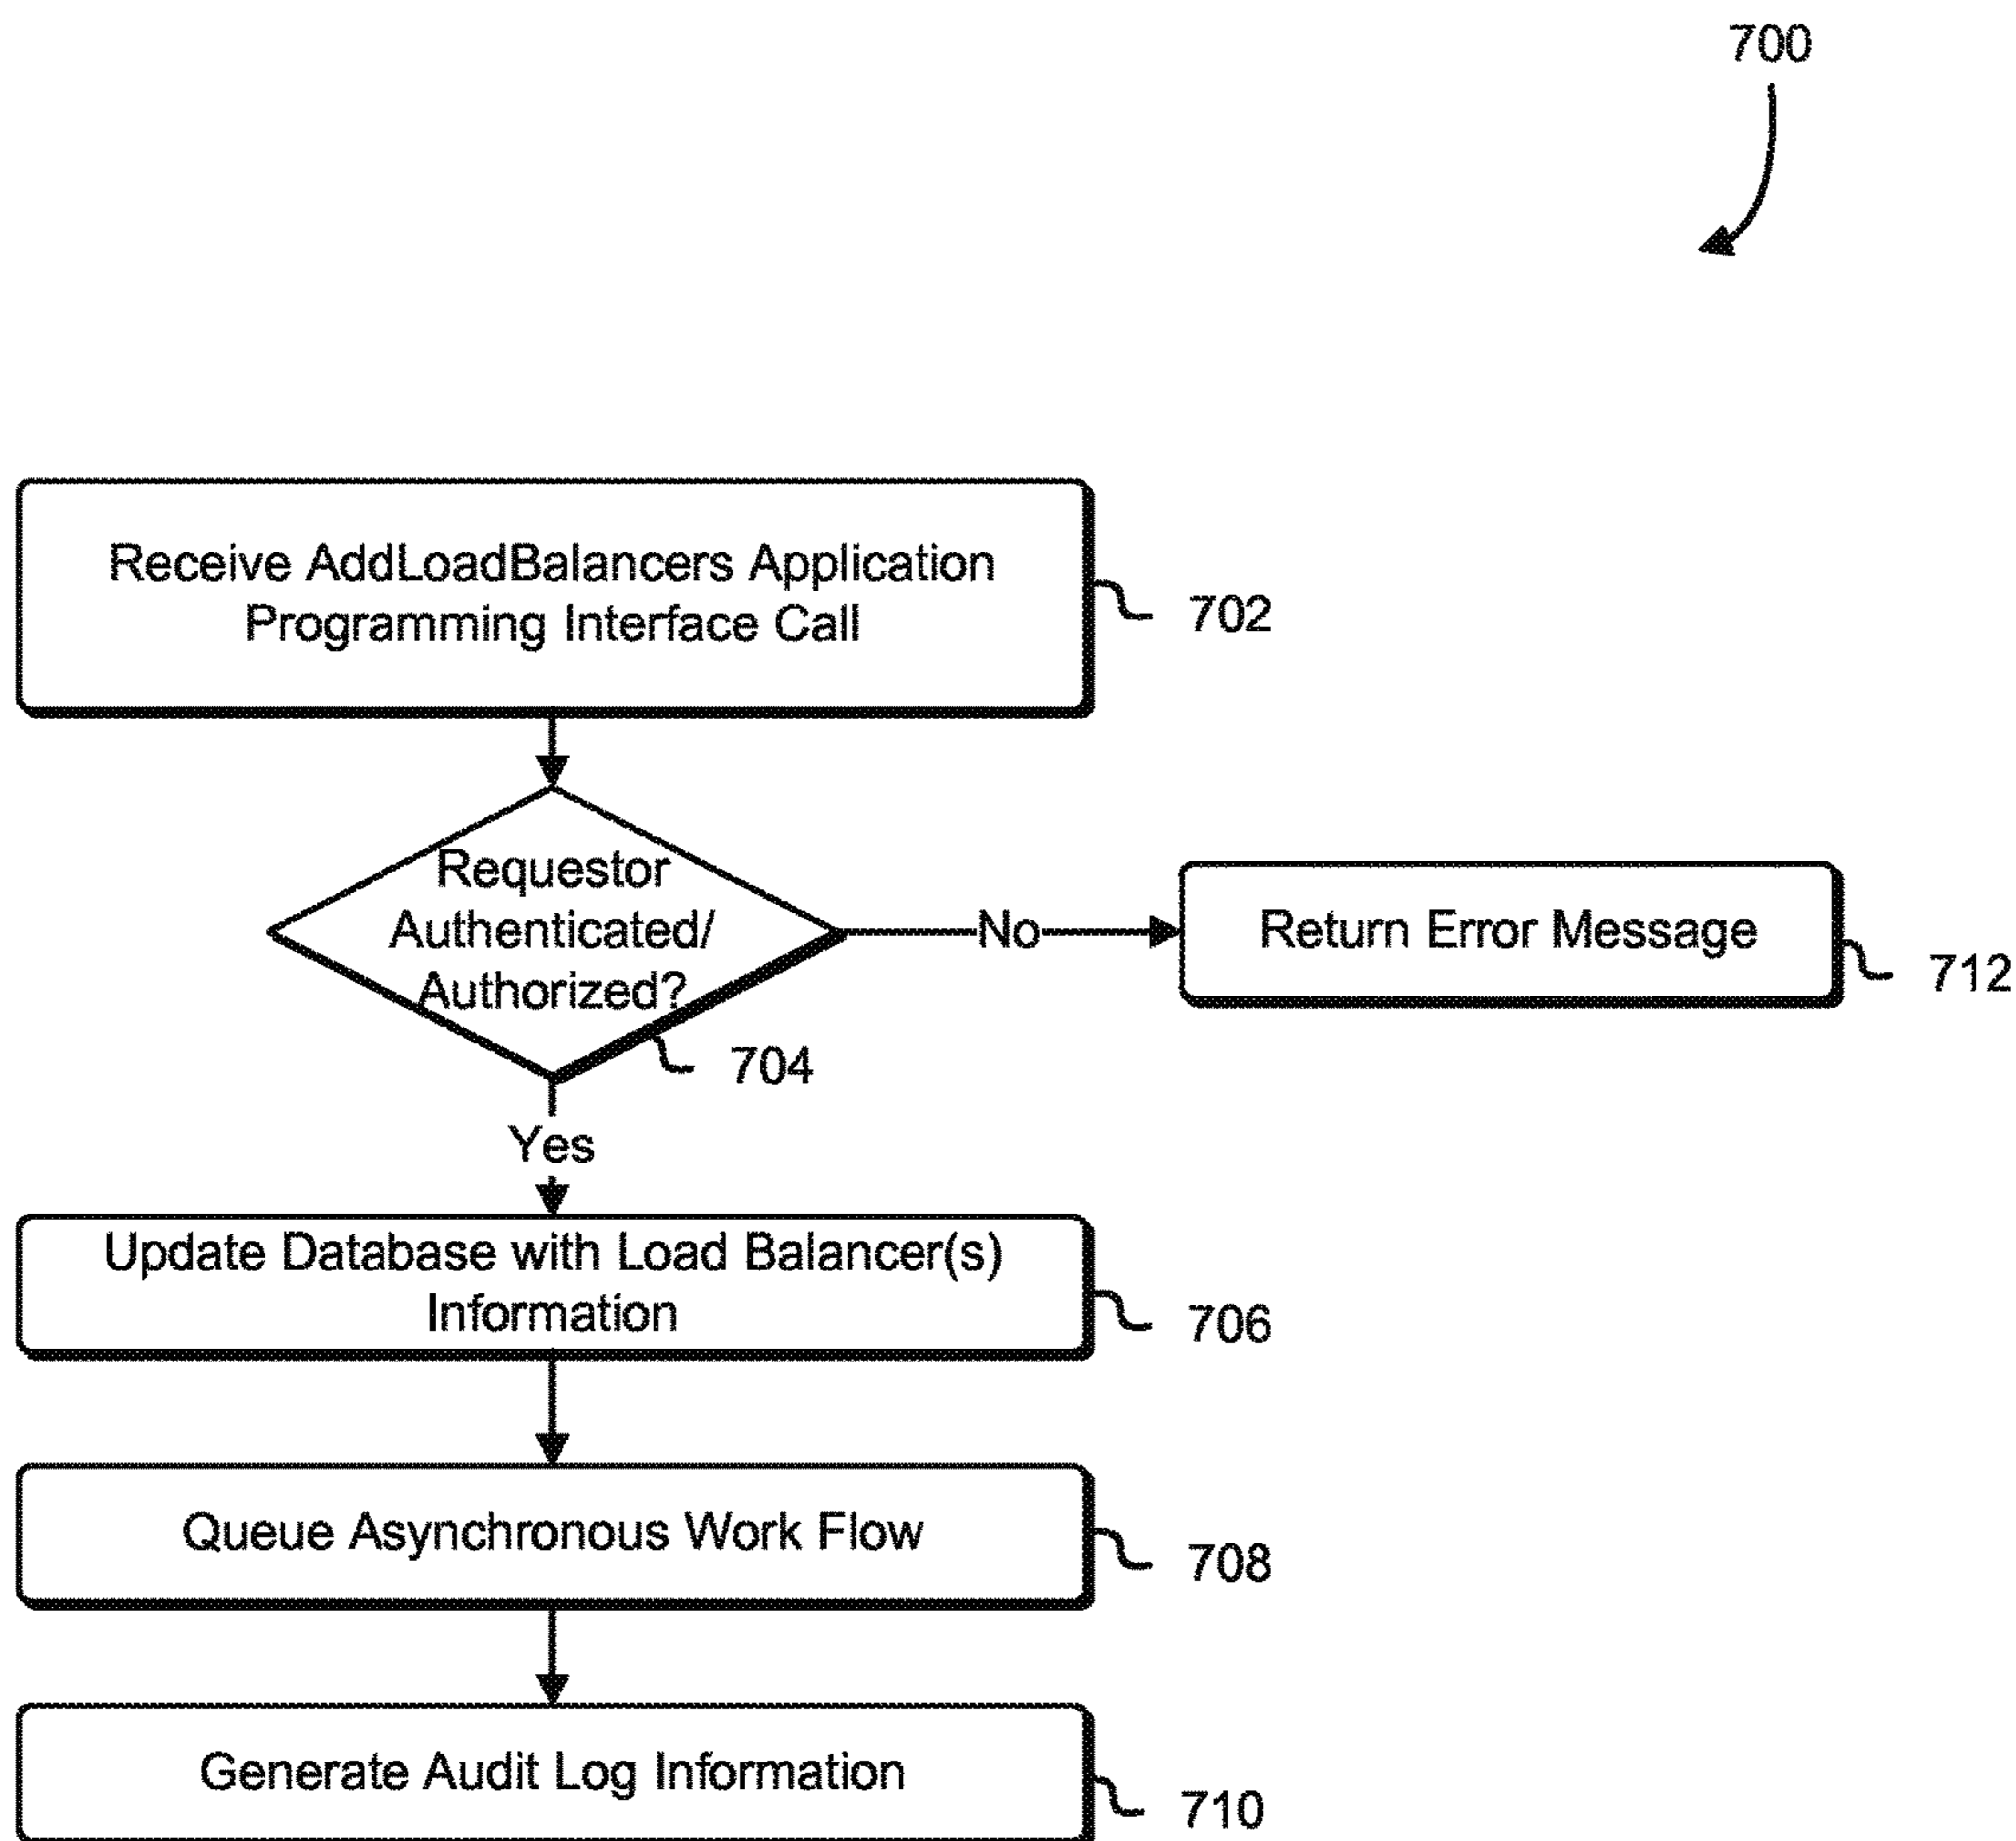 700
Receive AddLoadBalancers Application
Programming Interface Call
702
Requestor
Authenticated/
Authorized?
704
No
Return Error Message
712
Yes
Update Database with Load Balancer(s)
Information
706
Queue Asynchronous Work Flow
708
Generate Audit Log Information
710